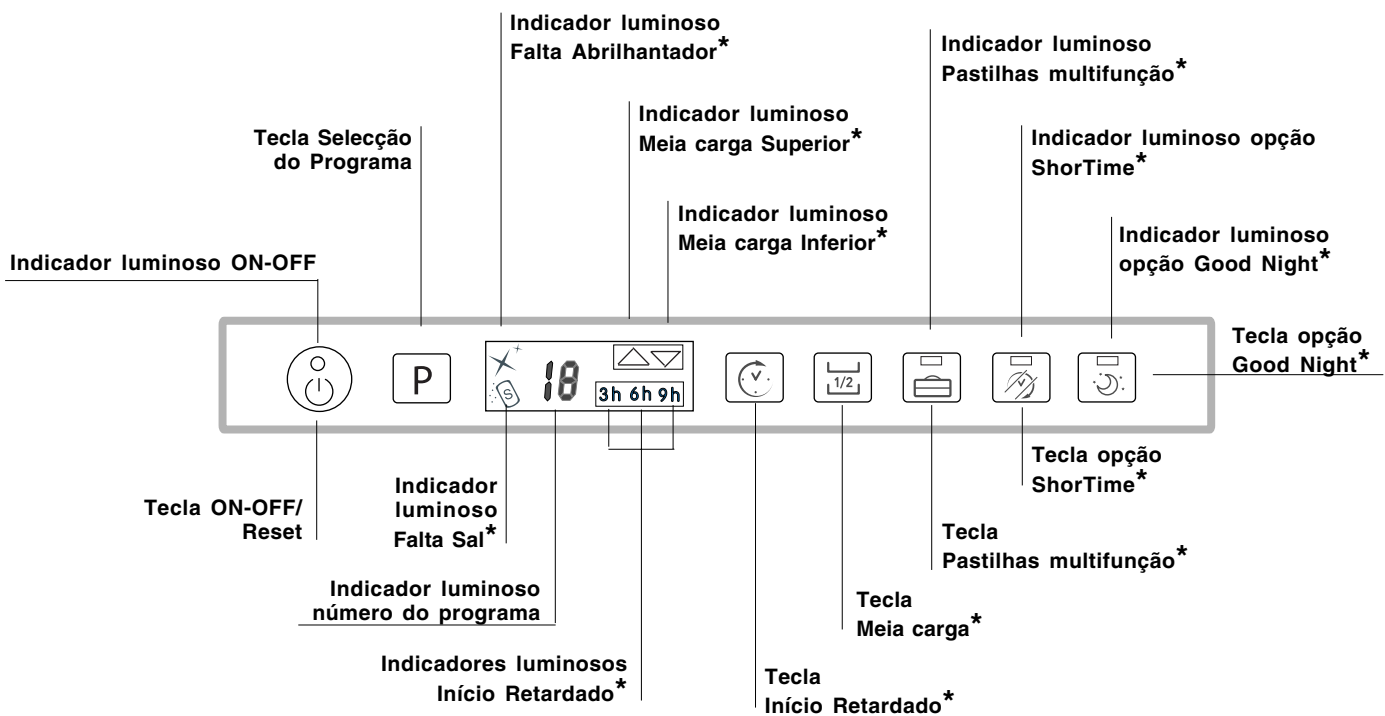 Indicador luminoso
Falta Abrilhantador*
Indicador luminoso
Pastilhas multifunção*
Indicador luminoso
Meia carga Superior*
Tecla Selecção
do Programa
Indicador luminoso opção
ShorTime*
Indicador luminoso
Meia carga Inferior*
Indicador luminoso
opção Good Night*
Indicador luminoso ON-OFF
Tecla opção
Good Night*
P
S
18
3h 6h 9h
1/2
Tecla ON-OFF/
Reset
Indicador
luminoso
Falta Sal*
Tecla opção
ShorTime*
Tecla
Pastilhas multifunção*
Indicador luminoso
número do programa
Tecla
Meia carga*
Indicadores luminosos
Início Retardado*
Tecla
Início Retardado*